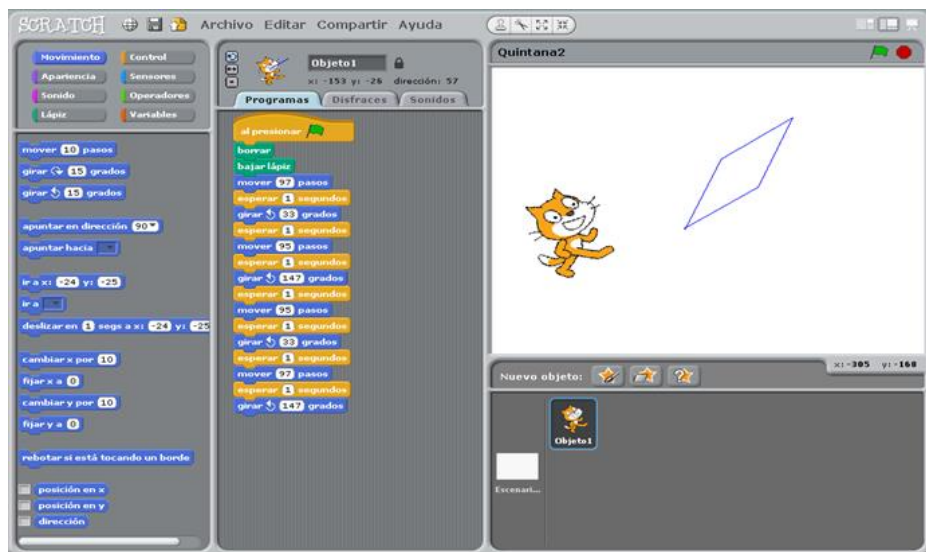 SCRATCH Archivo Editar Compartir Ayuda
Movimiento Control
Apariencia Sensores
Sonido Operadores
Lápiz Variables
mover 10 pasos
girar 15 grados
girar 15 grados
apuntar en dirección 90
apuntar hacia
ir a x: -24 y: -25
ir a
deslizar en 1 segs a x: -24 y: -25
cambiar x por 10
fijar x a 0
cambiar y por 10
fijar y a 0
rebotar si está tocando un borde
posición en x
posición en y
dirección
Objeto1
x: -153 y: -26 dirección: 57
Programas Disfraces Sonidos
al presionar
borrar
bajar lápiz
mover 97 pasos
esperar 1 segundos
girar 33 grados
esperar 1 segundos
mover 95 pasos
esperar 1 segundos
girar 147 grados
esperar 1 segundos
mover 95 pasos
esperar 1 segundos
girar 33 grados
esperar 1 segundos
mover 97 pasos
esperar 1 segundos
girar 147 grados
Quintana2
x: -305 y: -168
Nuevo objeto:
Objeto1
Escenari...